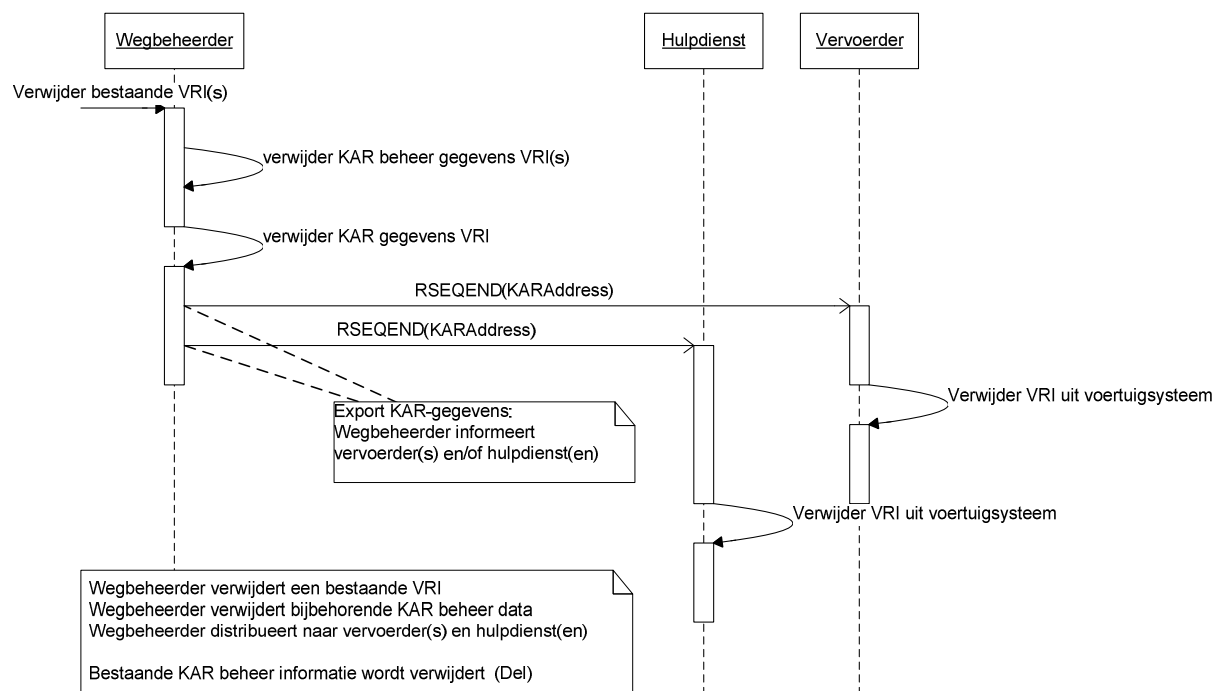 Wegbeheerder
Hulpdienst
Vervoerder
Verwijder bestaande VRI(s)
verwijder KAR beheer gegevens VRI(s)
verwijder KAR gegevens VRI
RSEQEND(KARAddress)
RSEQEND(KARAddress)
Verwijder VRI uit voertuigsysteem
Export KAR-gegevens:
Wegbeheerder informeert
vervoerder(s) en/of hulpdienst(en)
Verwijder VRI uit voertuigsysteem
Wegbeheerder verwijdert een bestaande VRI
Wegbeheerder verwijdert bijbehorende KAR beheer data
Wegbeheerder distribueert naar vervoerder(s) en hulpdienst(en)
Bestaande KAR beheer informatie wordt verwijdert (Del)